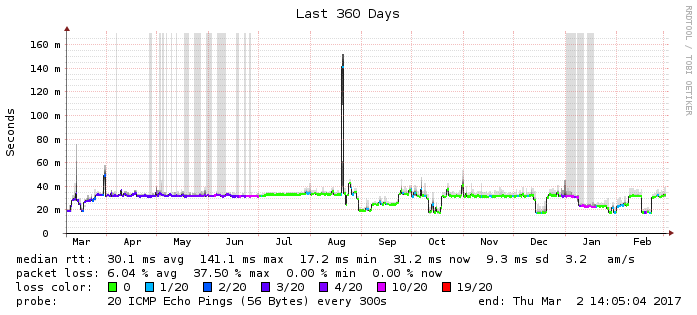 Last 360 Days
RRDTOOL / TOBI OETIKER
Seconds
160 m
140 m
120 m
100 m
80 m
60 m
40 m
20 m
0
Mar Apr May Jun Jul Aug Sep Oct Nov Dec Jan Feb
median rtt: 30.1 ms avg 141.1 ms max 17.2 ms min 31.2 ms now 9.3 ms sd 3.2 am/s
packet loss: 6.04 % avg 37.50 % max 0.00 % min 0.00 % now
loss color: 0 1/20 2/20 3/20 4/20 10/20 19/20
probe: 20 ICMP Echo Pings (56 Bytes) every 300s end: Thu Mar 2 14:05:04 2017